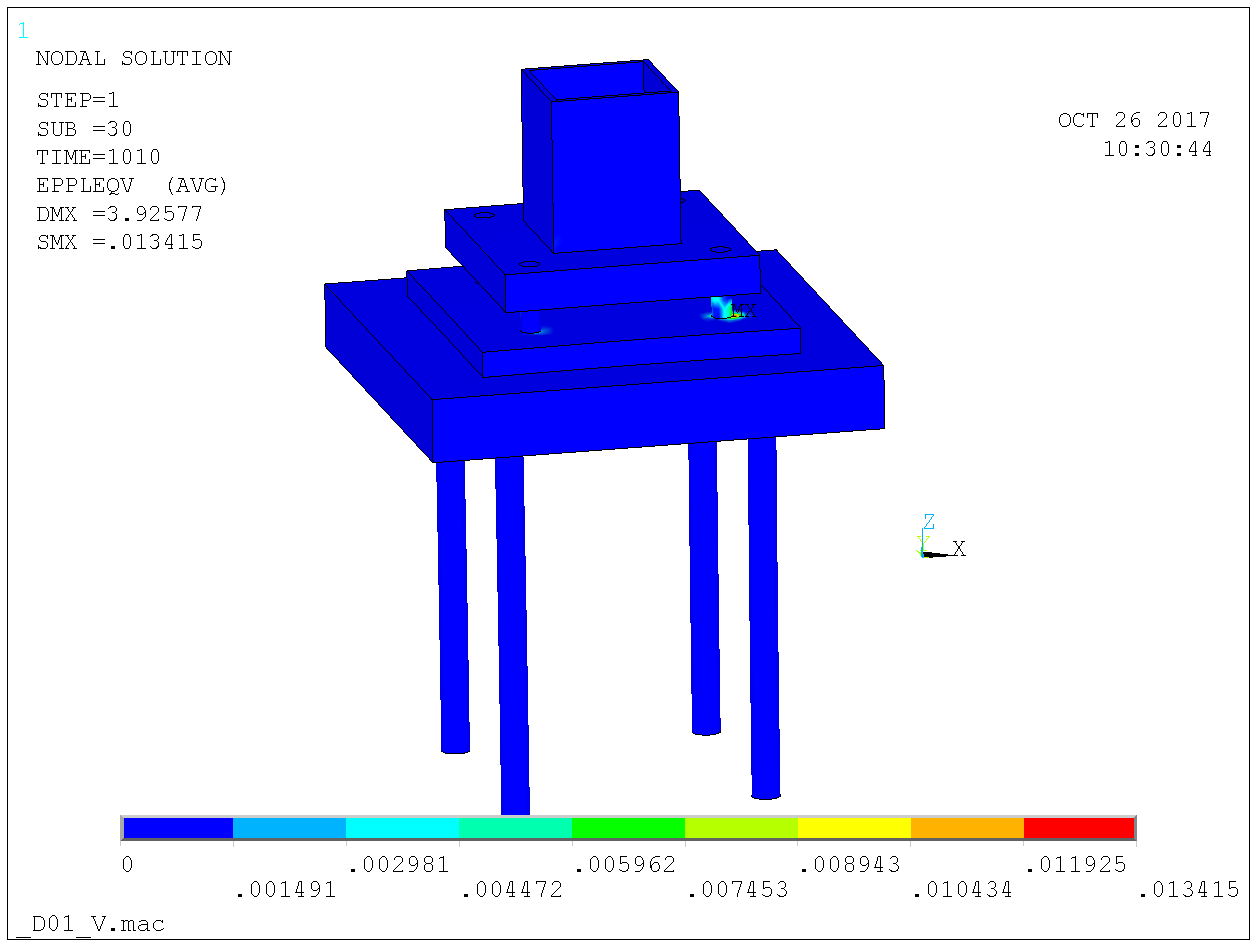 1
NODAL SOLUTION
STEP=1
SUB =30
TIME=1010
EPPLEQV (AVG)
DMX =3.92577
SMX =.013415
OCT 26 2017
10:30:44
MX
Z
Y
X
0
.001491
.002981
.004472
.005962
.007453
.008943
.010434
.011925
.013415
_D01_V.mac